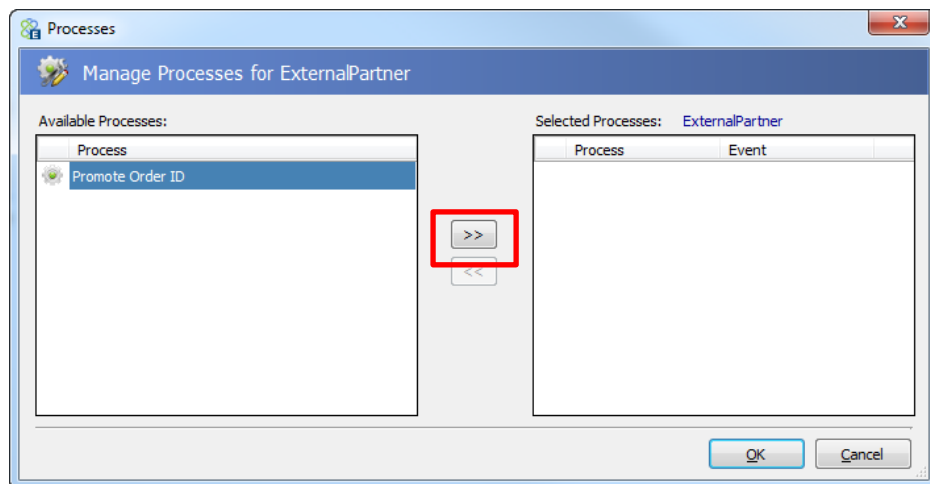 Processes
Manage Processes for ExternalPartner
Available Processes:
Selected Processes: ExternalPartner
Process
Process Event
Promote Order ID
>>
<<
OK Cancel